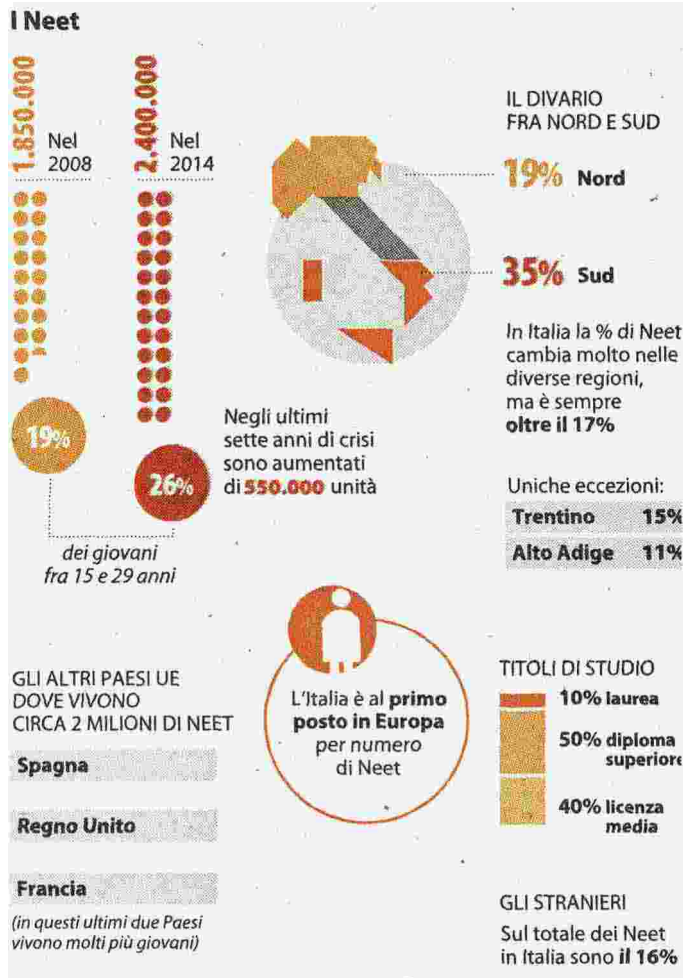 I Neet
1.850.000
Nel
2008
2.400.000
Nel
2014
19%
26%
dei giovani
fra 15 e 29 anni
Negli ultimi
sette anni di crisi
sono aumentati
di 550.000 unità
IL DIVARIO
FRA NORD E SUD
19% Nord
35% Sud
In Italia la % di Neet
cambia molto nelle
diverse regioni,
ma è sempre
oltre il 17%
Uniche eccezioni:
Trentino 15%
Alto Adige 11%
GLI ALTRI PAESI UE
DOVE VIVONO
CIRCA 2 MILIONI DI NEET
Spagna
Regno Unito
Francia
(in questi ultimi due Paesi
vivono molti più giovani)
L'Italia è al primo
posto in Europa
per numero
di Neet
TITOLI DI STUDIO
10% laurea
50% diploma
superiore
40% licenza
media
GLI STRANIERI
Sul totale dei Neet
in Italia sono il 16%